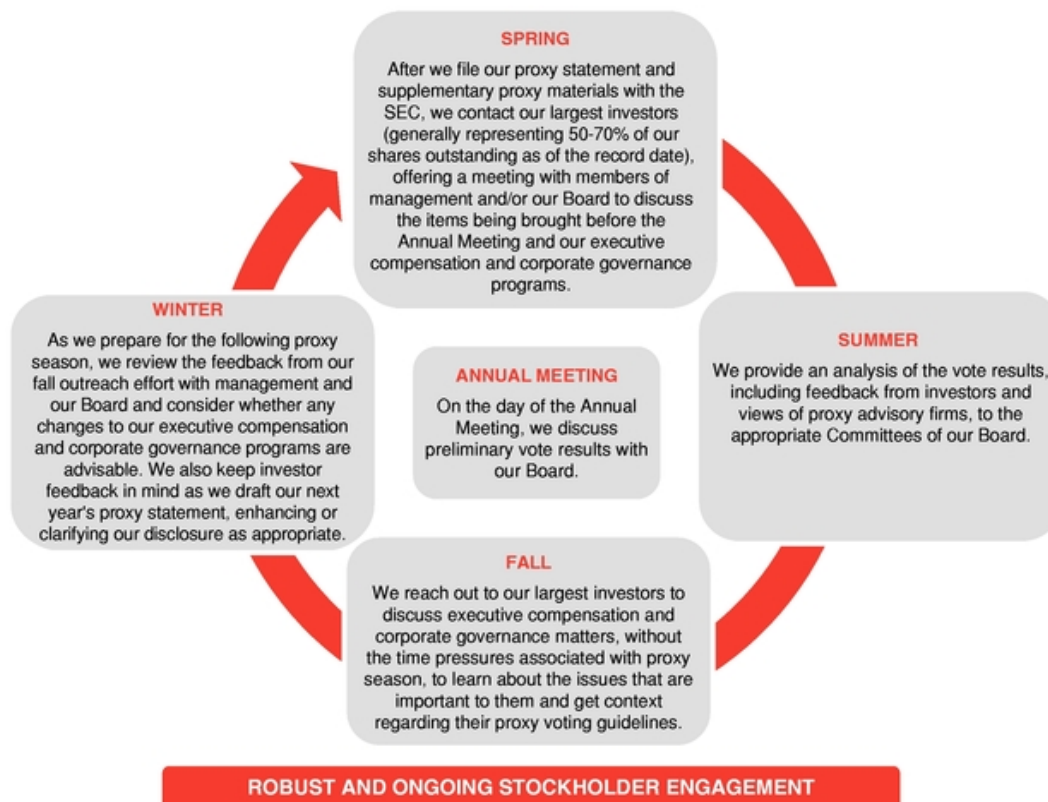 SPRING
After we file our proxy statement and
supplementary proxy materials with the
SEC, we contact our largest investors
(generally representing 50-70% of our
shares outstanding as of the record date),
offering a meeting with members of
management and/or our Board to discuss
the items being brought before the
Annual Meeting and our executive
compensation and corporate governance
programs.
WINTER
As we prepare for the following proxy
season, we review the feedback from our
fall outreach effort with management and
our Board and consider whether any
changes to our executive compensation
and corporate governance programs are
advisable. We also keep investor
feedback in mind as we draft our next
year's proxy statement, enhancing or
clarifying our disclosure as appropriate.
ANNUAL MEETING
On the day of the Annual
Meeting, we discuss
preliminary vote results with
our Board.
SUMMER
We provide an analysis of the vote results,
including feedback from investors and
views of proxy advisory firms, to the
appropriate Committees of our Board.
FALL
We reach out to our largest investors to
discuss executive compensation and
corporate governance matters, without
the time pressures associated with proxy
season, to learn about the issues that are
important to them and get context
regarding their proxy voting guidelines.
ROBUST AND ONGOING STOCKHOLDER ENGAGEMENT